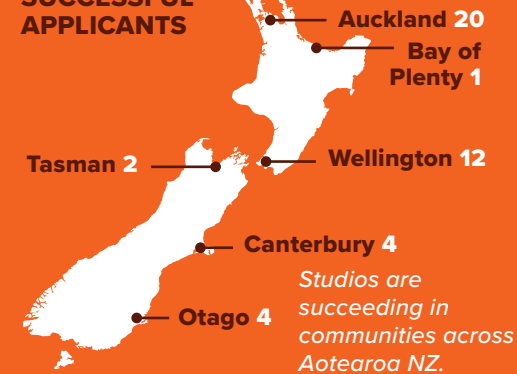 SUCCESSFUL
APPLICANTS
Auckland 20
Bay of
Plenty 1
Tasman 2
Wellington 12
Canterbury 4
Otago 4
Studios are
succeeding in
communities across
Aotearoa NZ.